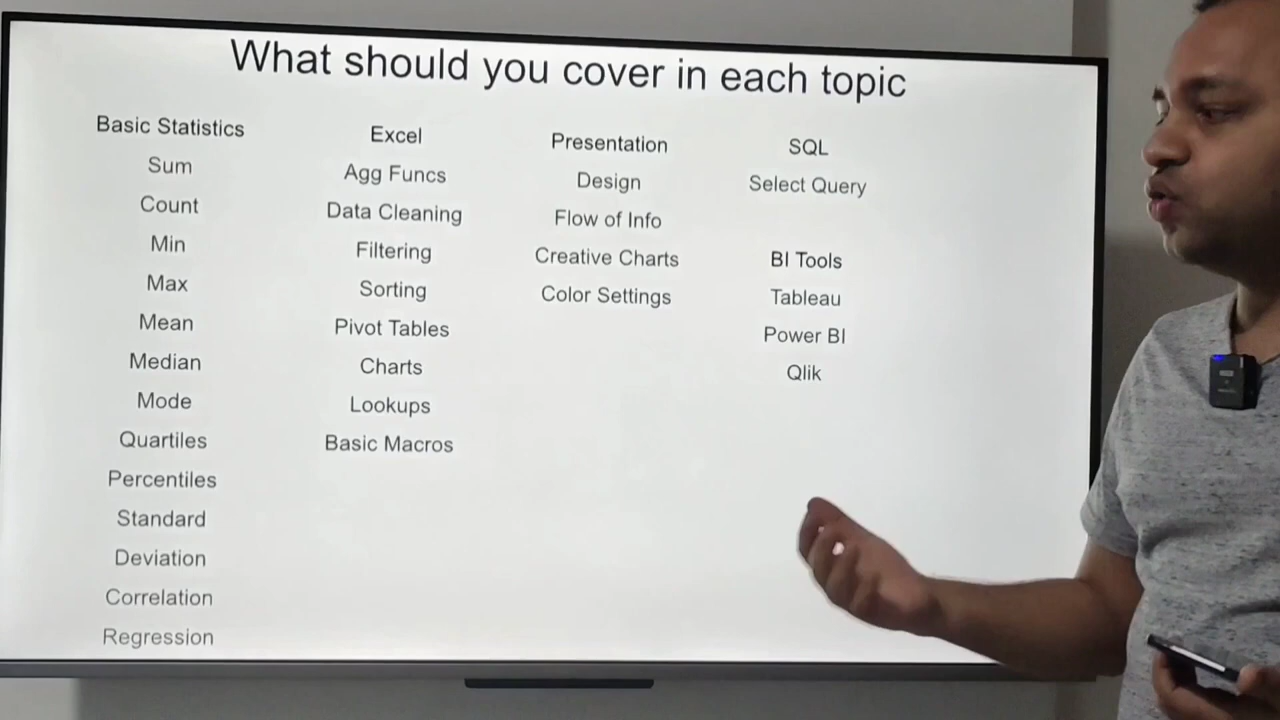 What should you cover in each topic
Basic Statistics
Sum
Count
Min
Max
Mean
Median
Mode
Quartiles
Percentiles
Standard
Deviation
Correlation
Regression
Excel
Agg Funcs
Data Cleaning
Filtering
Sorting
Pivot Tables
Charts
Lookups
Basic Macros
Presentation
Design
Flow of Info
Creative Charts
Color Settings
SQL
Select Query
BI Tools
Tableau
Power BI
Qlik